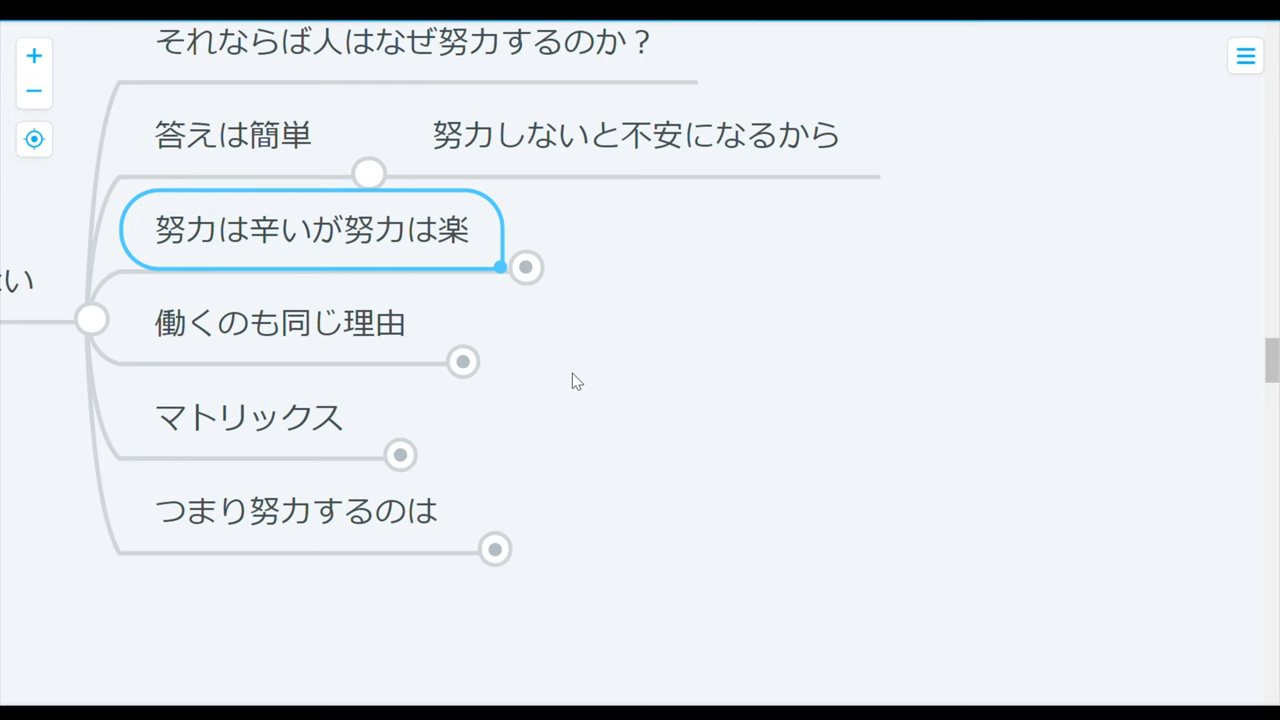 それならば人はなぜ努力するのか？
答えは簡単 努力しないと不安になるから
努力は辛いが努力は楽
い
働くのも同じ理由
マトリックス
つまり努力するのは